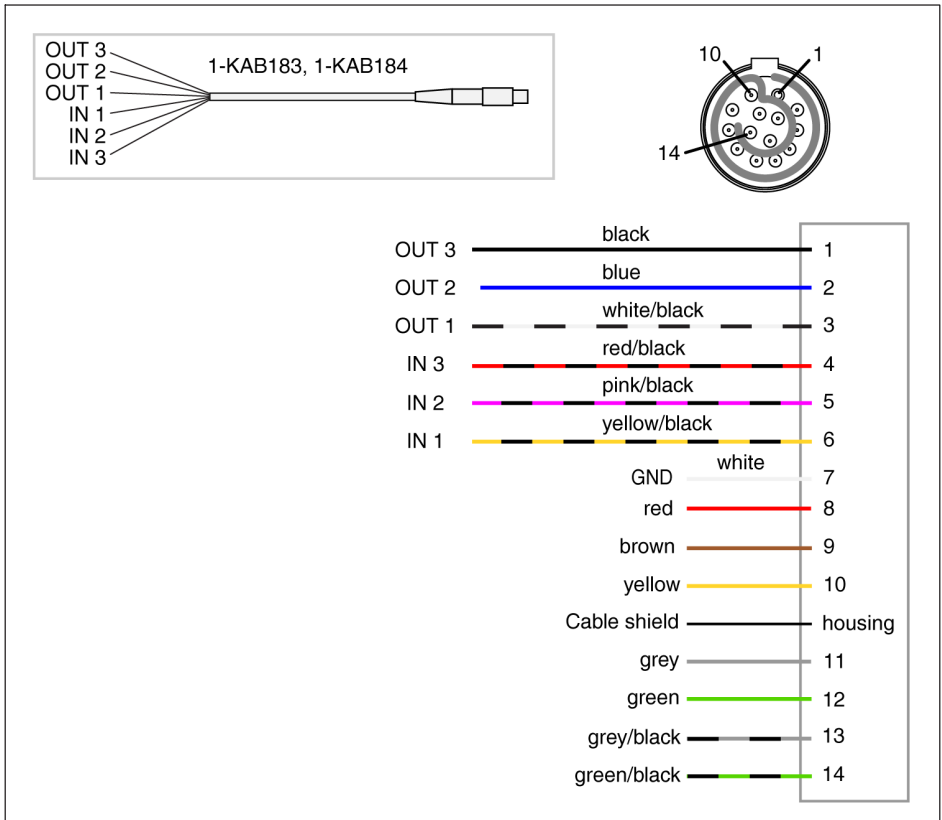 OUT 3
OUT 2
OUT 1
IN 1
IN 2
IN 3
1-KAB183, 1-KAB184
10
1
14
OUT 3 black 1
OUT 2 blue 2
OUT 1 white/black 3
IN 3 red/black 4
IN 2 pink/black 5
IN 1 yellow/black 6
GND white 7
red 8
brown 9
yellow 10
Cable shield housing
grey 11
green 12
grey/black 13
green/black 14